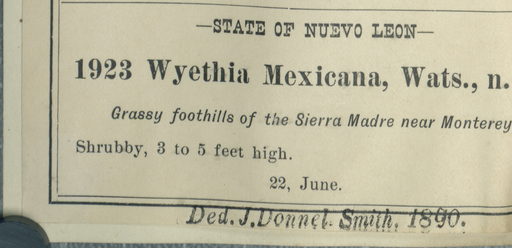 —STATE OF NUEVO LEON—
1923 Wyethia Mexicana, Wats., n.
Grassy foothills of the Sierra Madre near Monterey
Shrubby, 3 to 5 feet high.
22, June.
Ded. J. Donnel Smith, 1890.